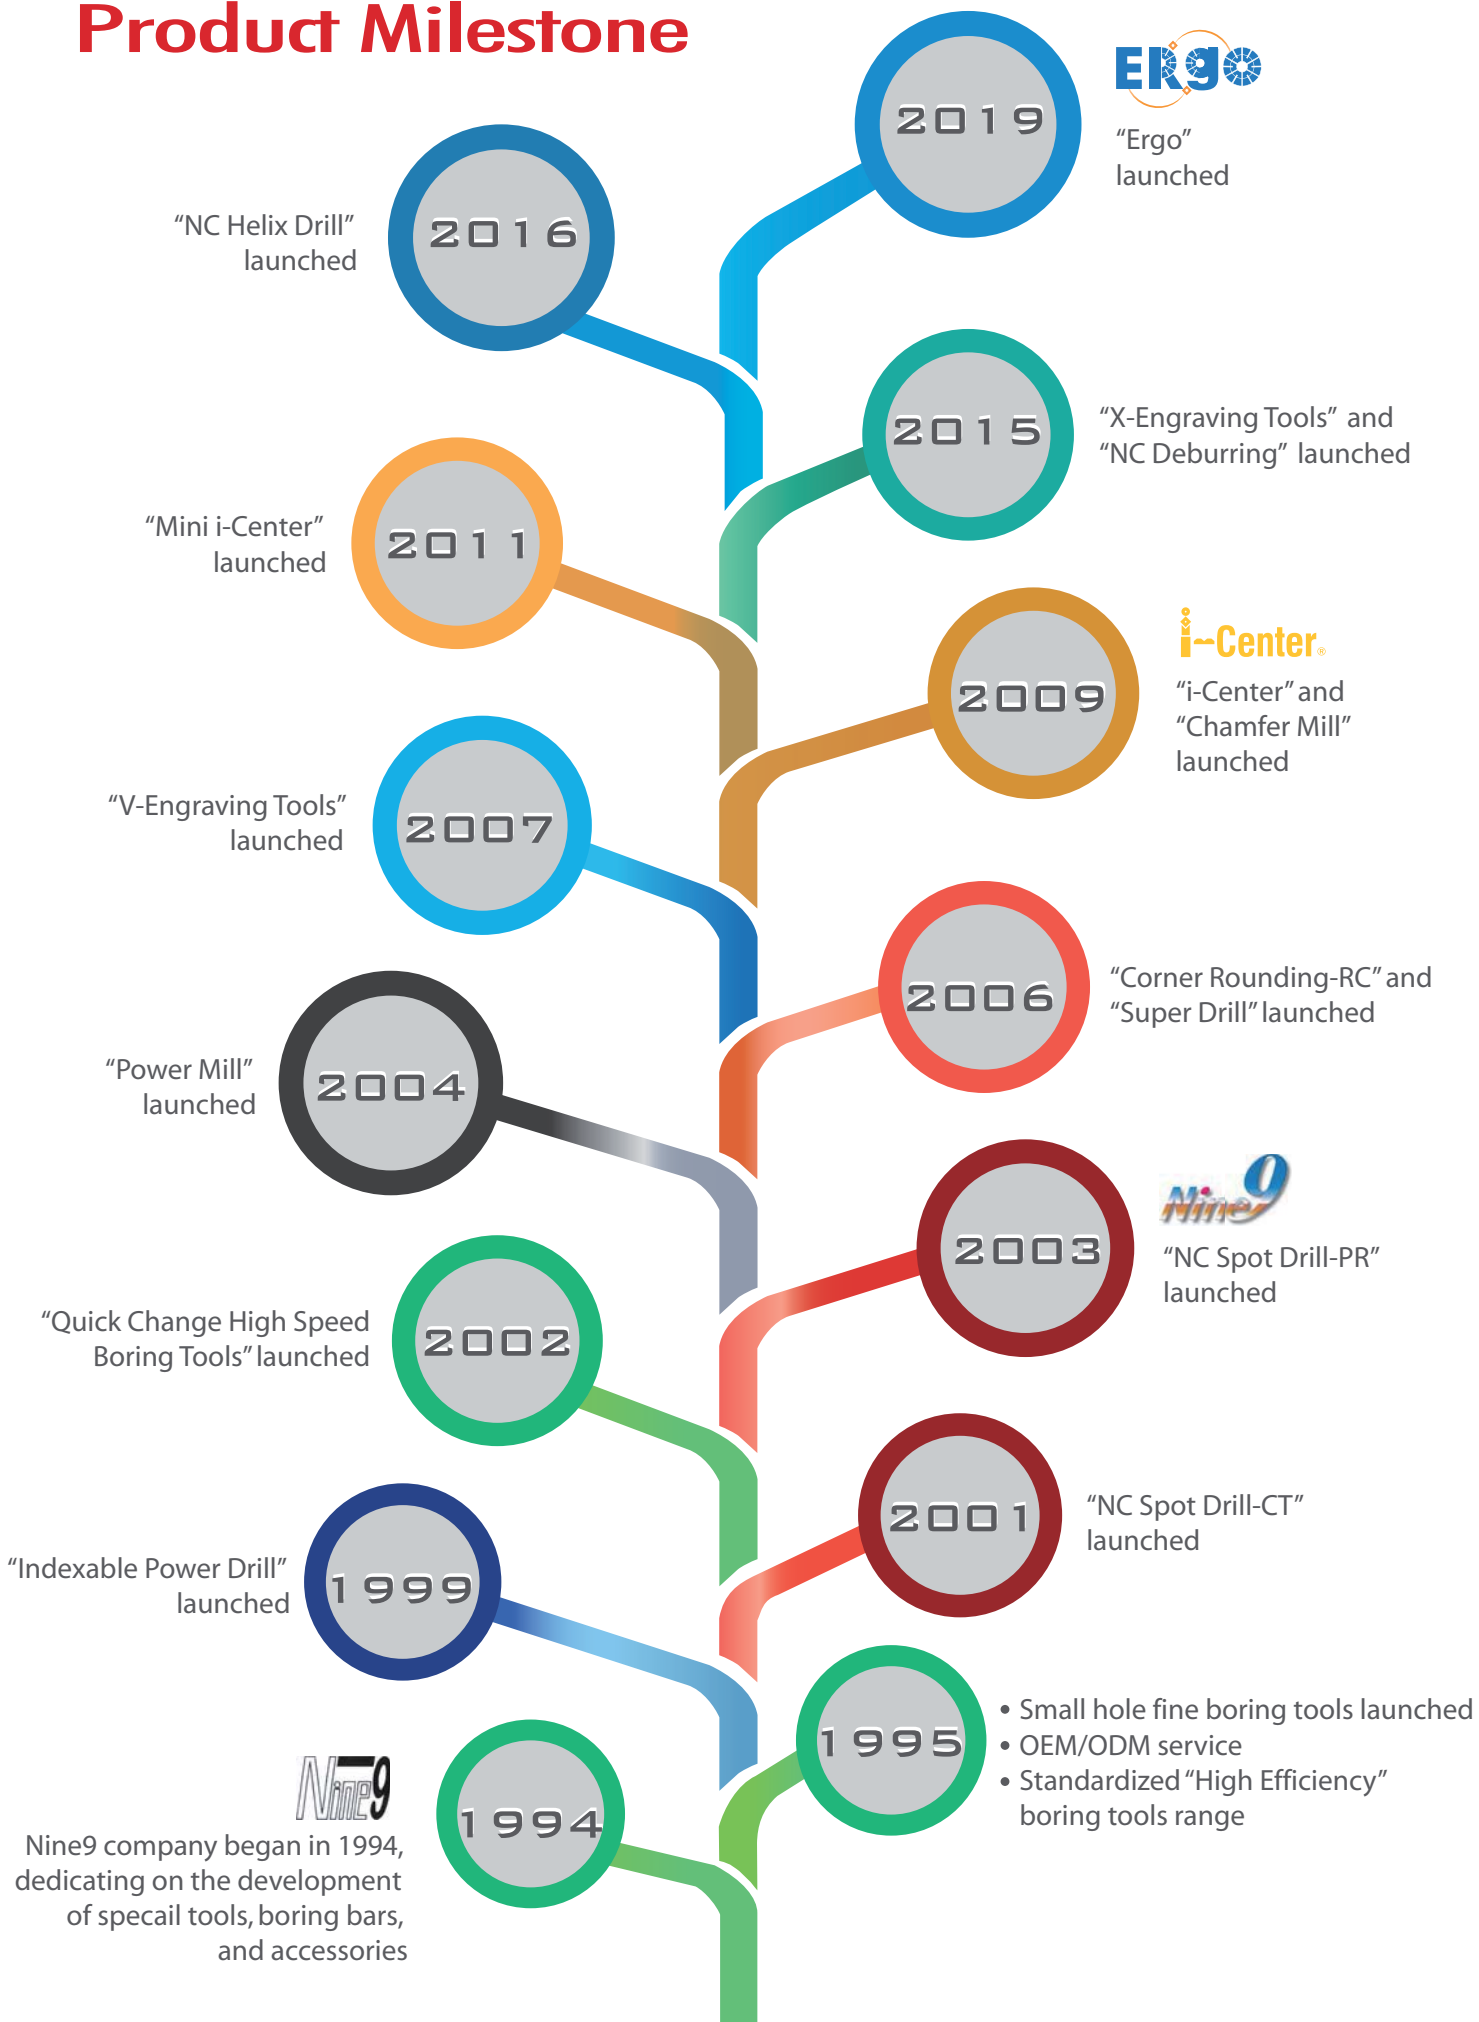 Product Milestone
2019
ERgo
“Ergo”
launched
2016
“NC Helix Drill”
launched
2015
“X-Engraving Tools” and
“NC Deburring” launched
2011
“Mini i-Center”
launched
2009
i-Center®
“i-Center” and
“Chamfer Mill”
launched
2007
“V-Engraving Tools”
launched
2006
“Corner Rounding-RC” and
“Super Drill” launched
2004
“Power Mill”
launched
2003
Nine9
“NC Spot Drill-PR”
launched
2002
“Quick Change High Speed
Boring Tools” launched
2001
“NC Spot Drill-CT”
launched
1999
“Indexable Power Drill”
launched
1995
• Small hole fine boring tools launched
• OEM/ODM service
• Standardized “High Efficiency”
boring tools range
1994
Nine9
Nine9 company began in 1994,
dedicating on the development
of specail tools, boring bars,
and accessories